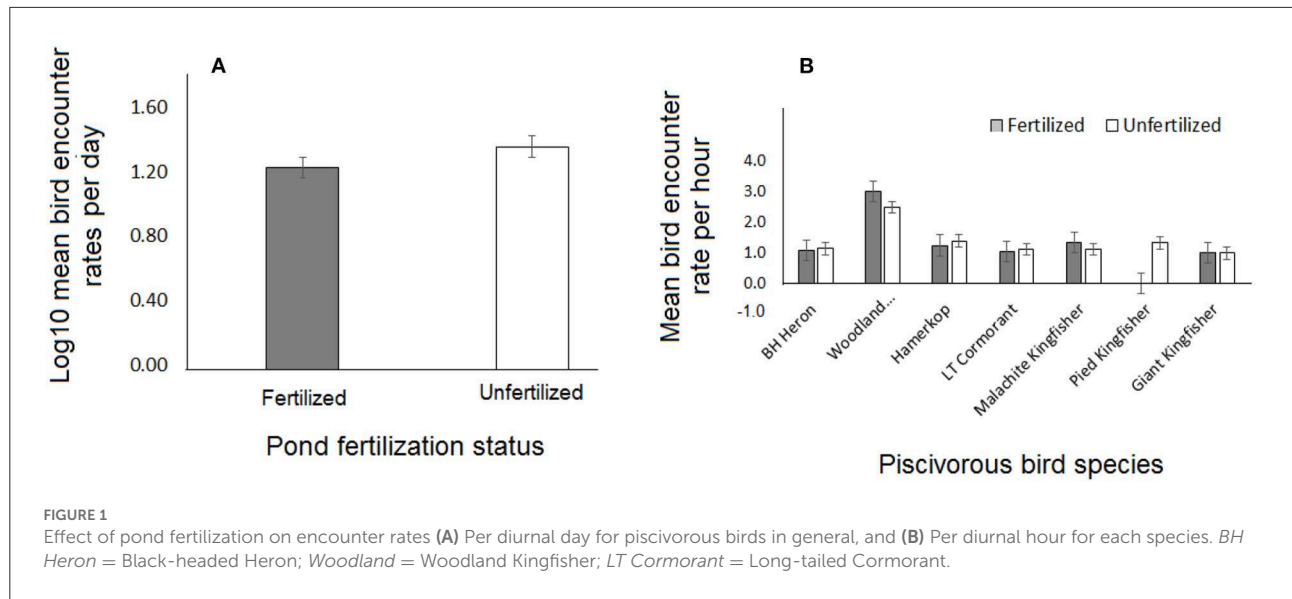 A
Log10 mean bird encounter
rates per day
1.60
1.20
0.80
0.40
0.00
Fertilized
Unfertilized
Pond fertilization status
B
Mean bird encounter
rate per hour
Fertilized
Unfertilized
4.0
3.0
2.0
1.0
0.0
-1.0
BH Heron
Woodland...
Hamerkop
LT Cormorant
Malachite Kingfisher
Pied Kingfisher
Giant Kingfisher
Piscivorous bird species
FIGURE 1
Effect of pond fertilization on encounter rates (A) Per diurnal day for piscivorous birds in general, and (B) Per diurnal hour for each species. BH
Heron = Black-headed Heron; Woodland = Woodland Kingfisher; LT Cormorant = Long-tailed Cormorant.